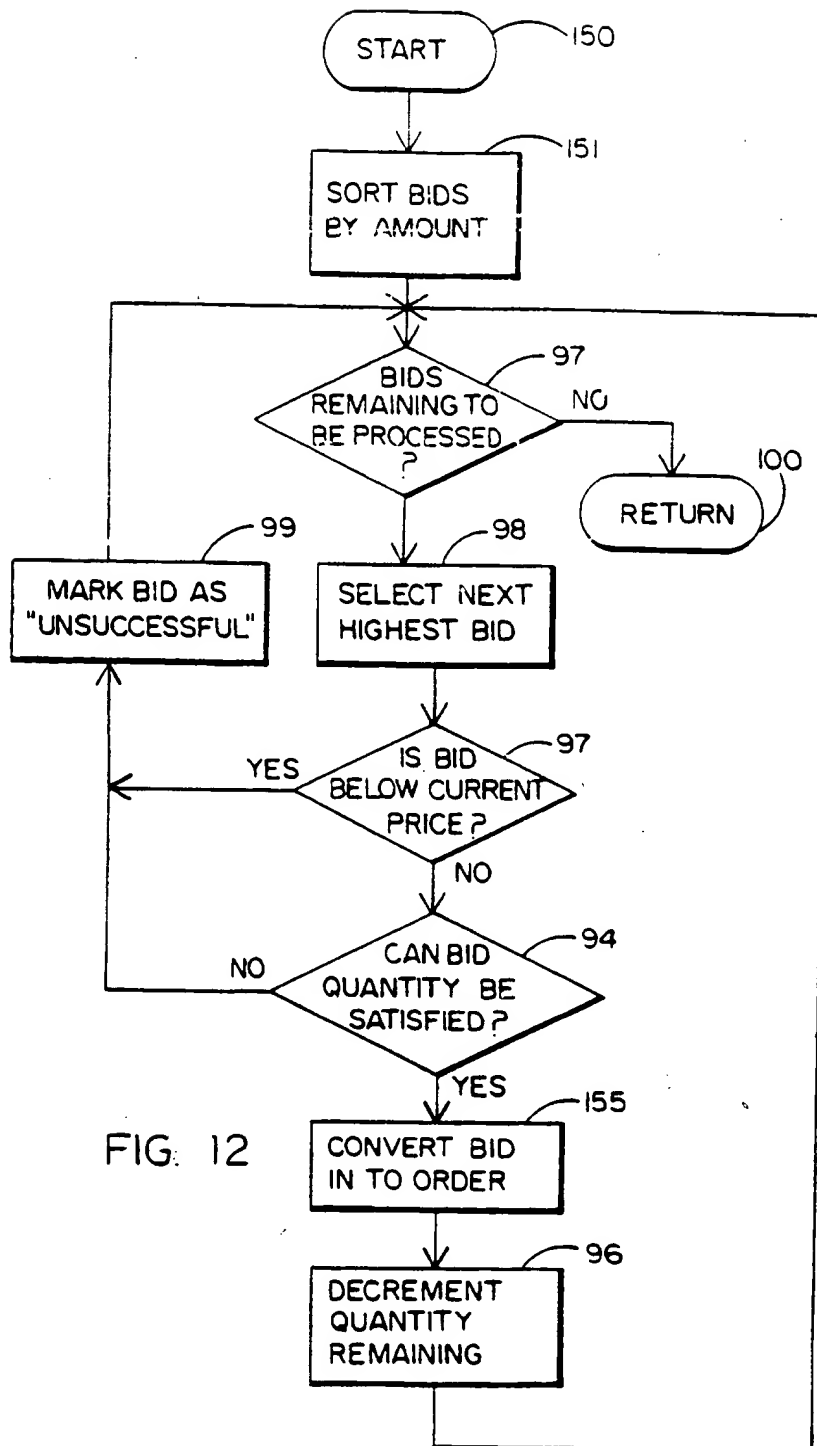 START
150
151
SORT BIDS
BY AMOUNT
97
BIDS
REMAINING TO
BE PROCESSED
?
NO
100
RETURN
99
MARK BID AS
"UNSUCCESSFUL"
98
SELECT NEXT
HIGHEST BID
97
YES
IS BID
BELOW CURRENT
PRICE?
NO
94
NO
CAN BID
QUANTITY BE
SATISFIED?
YES
155
FIG. 12
CONVERT BID
IN TO ORDER
96
DECREMENT
QUANTITY
REMAINING